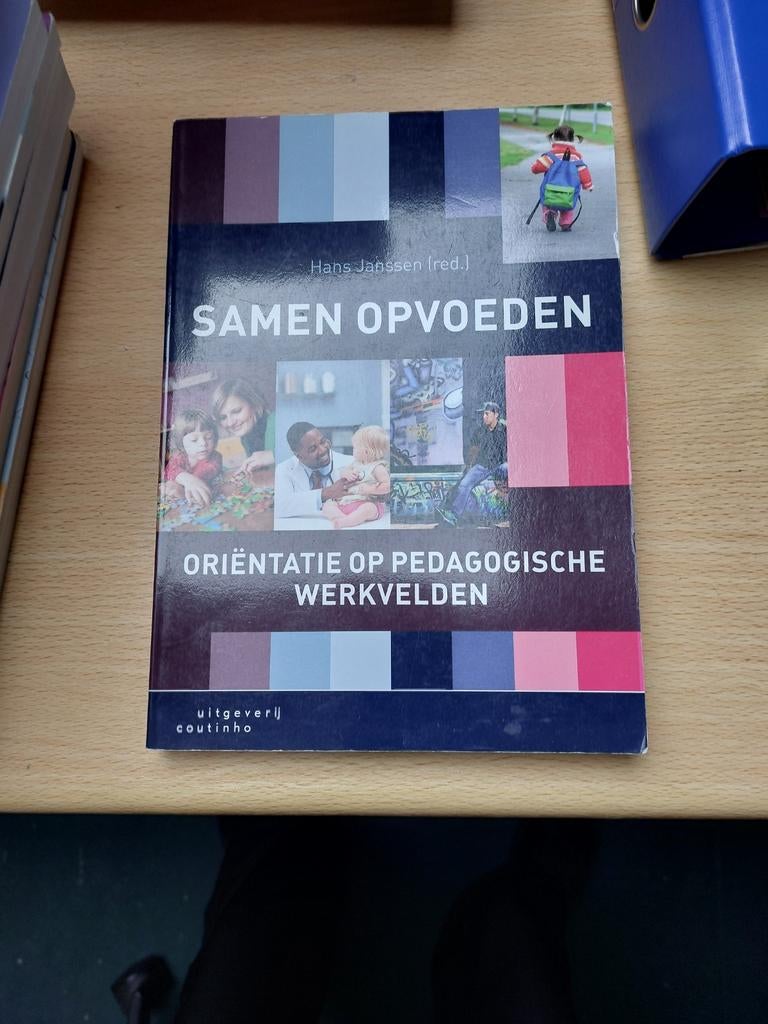 Hans Janssen (red.)
SAMEN OPVOEDEN
ORIËNTATIE OP PEDAGOGISCHE
WERKVELDEN
uitgeverij
coutinho